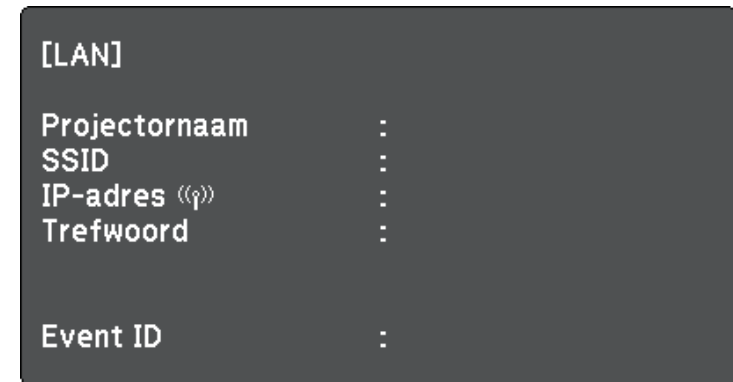 [LAN]
Projectornaam :
SSID :
IP-adres :
Trefwoord :
Event ID :